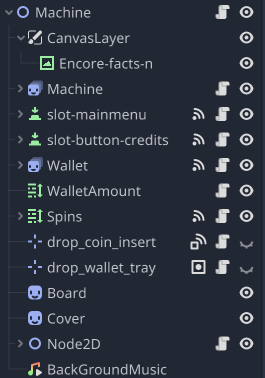 Machine
CanvasLayer
Encore-facts-n
Machine
slot-mainmenu
slot-button-credits
Wallet
WalletAmount
Spins
drop_coin_insert
drop_wallet_tray
Board
Cover
Node2D
BackGroundMusic